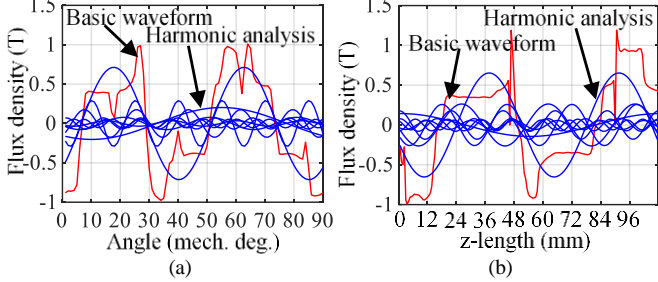 Basic waveform
Harmonic analysis
Flux density (T)
1.5
1
0.5
0
-0.5
-1
0 10 20 30 40 50 60 70 80 90
Angle (mech. deg.)
(a)
Harmonic analysis
Basic waveform
Flux density (T)
1.5
1
0.5
0
-0.5
-1
0 12 24 36 48 60 72 84 96
z-length (mm)
(b)